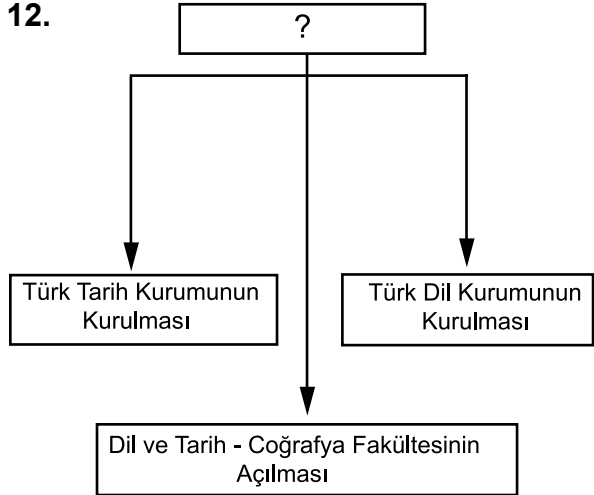 12.
?
Türk Tarih Kurumunun
Kurulması
Türk Dil Kurumunun
Kurulması
Dil ve Tarih - Coğrafya Fakültesinin
Açılması